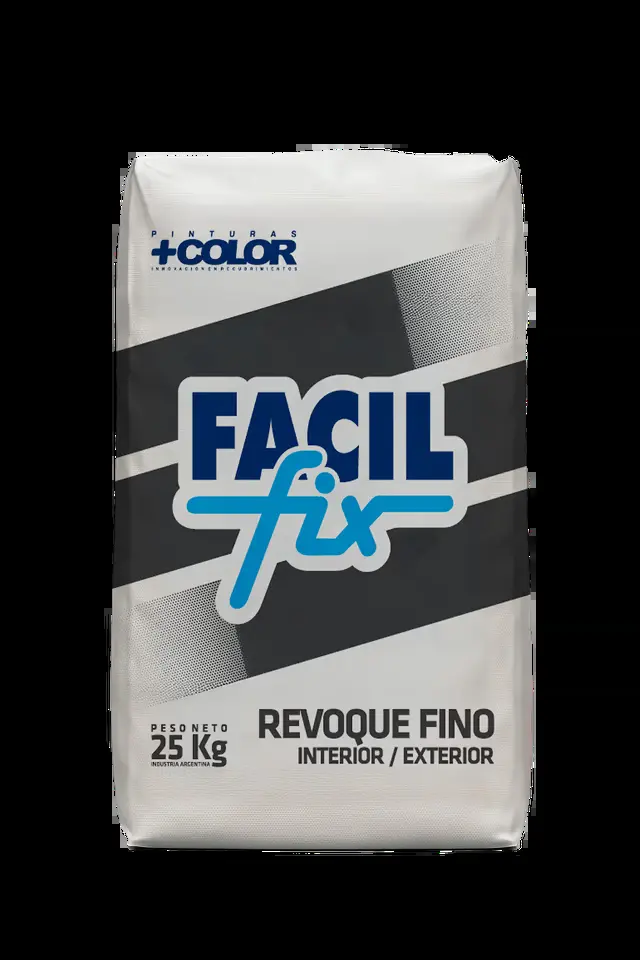 PINTURAS
+COLOR
INNOVACION EN RECUBRIMIENTOS
FACIL
fix
PESO NETO
25 Kg
INDUSTRIA ARGENTINA
REVOQUE FINO
INTERIOR / EXTERIOR